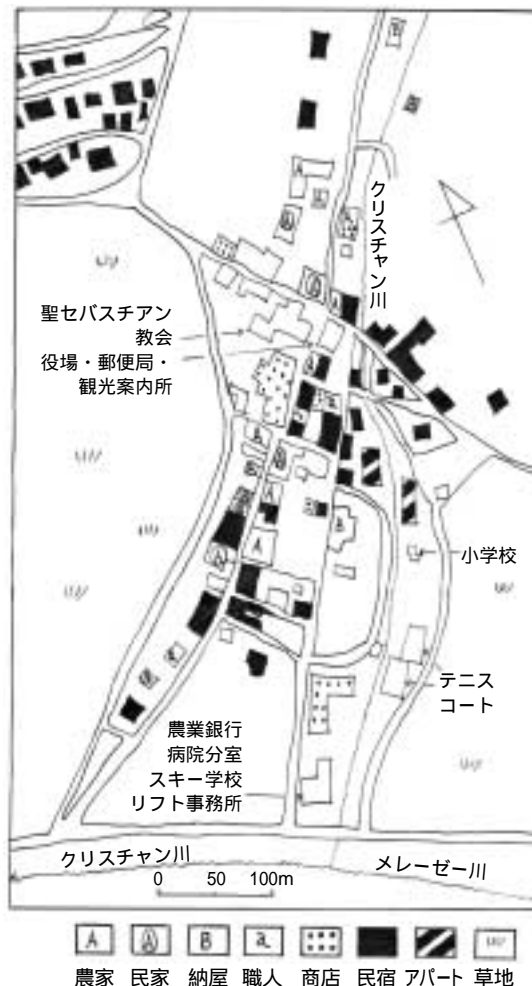 クリスチャン川
聖セバスチアン
教会
役場・郵便局・
観光案内所
小学校
テニス
コート
農業銀行
病院分室
スキー学校
リフト事務所
クリスチャン川
メレーゼー川
0 50 100m
A Ⓐ B a
農家 民家 納屋 職人 商店 民宿 アパート 草地